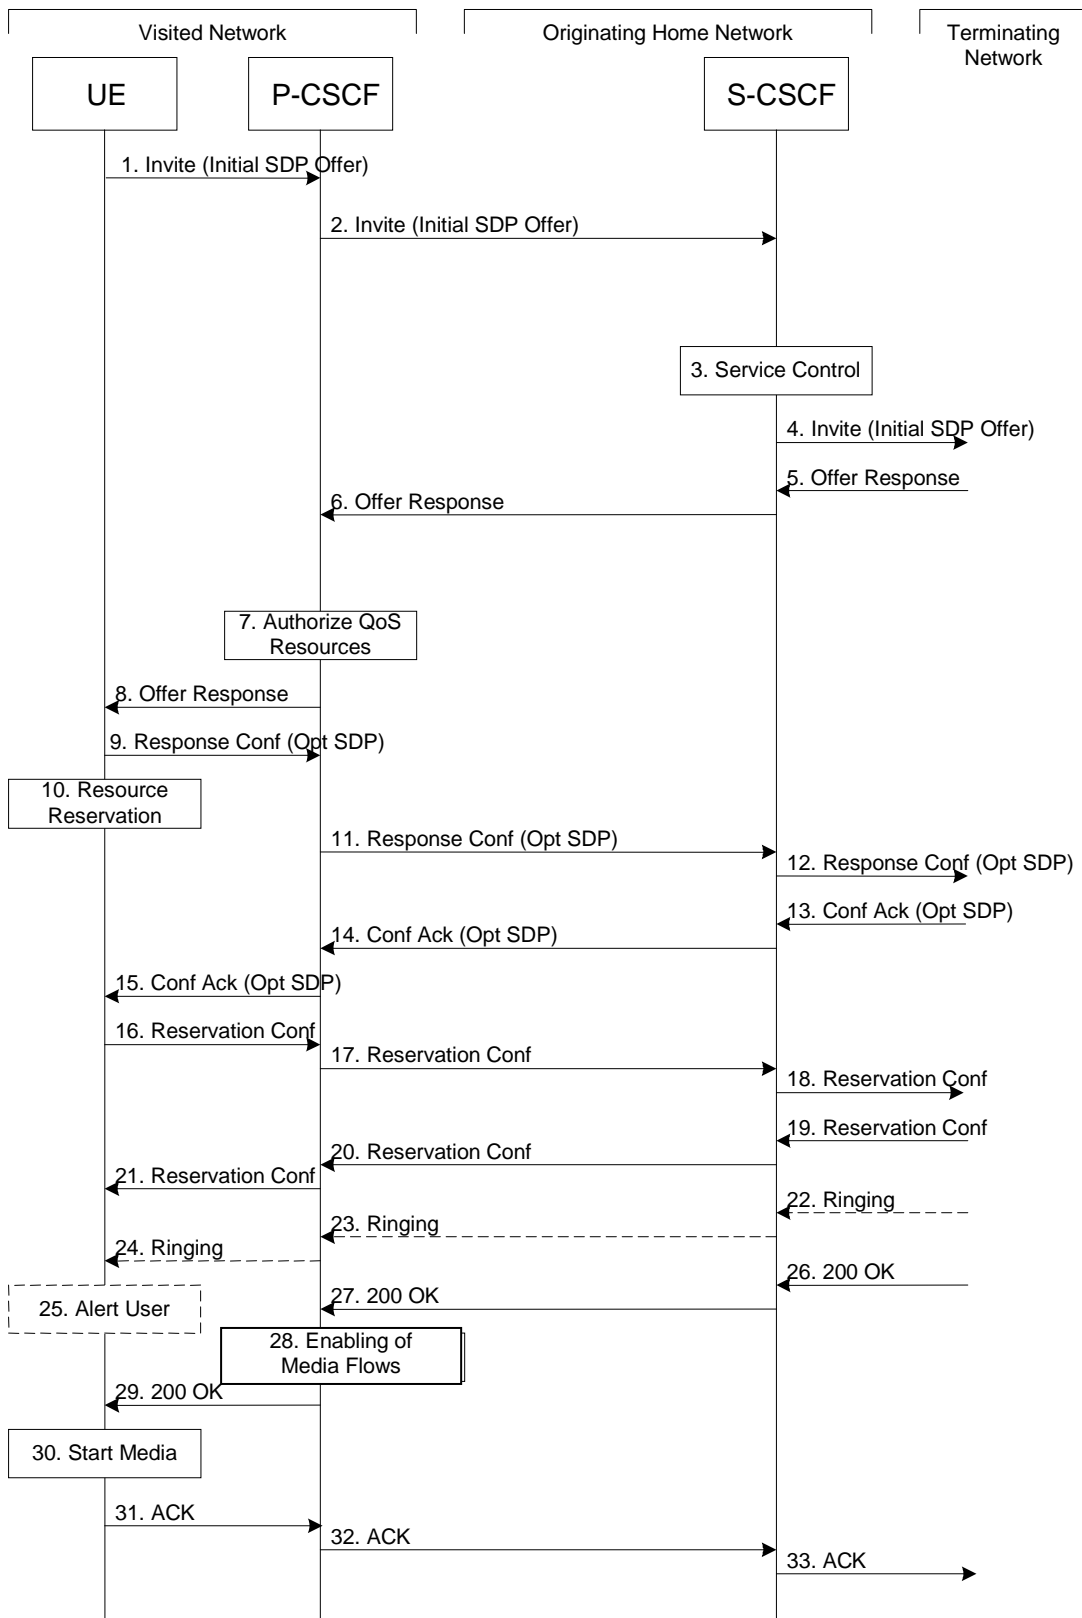 Visited Network
Originating Home Network
Terminating
Network
UE
P-CSCF
S-CSCF
1. Invite (Initial SDP Offer)
2. Invite (Initial SDP Offer)
3. Service Control
4. Invite (Initial SDP Offer)
5. Offer Response
6. Offer Response
7. Authorize QoS
Resources
8. Offer Response
9. Response Conf (Opt SDP)
10. Resource
Reservation
11. Response Conf (Opt SDP)
12. Response Conf (Opt SDP)
13. Conf Ack (Opt SDP)
14. Conf Ack (Opt SDP)
15. Conf Ack (Opt SDP)
16. Reservation Conf
17. Reservation Conf
18. Reservation Conf
19. Reservation Conf
20. Reservation Conf
21. Reservation Conf
22. Ringing
23. Ringing
24. Ringing
25. Alert User
26. 200 OK
27. 200 OK
28. Enabling of
Media Flows
29. 200 OK
30. Start Media
31. ACK
32. ACK
33. ACK